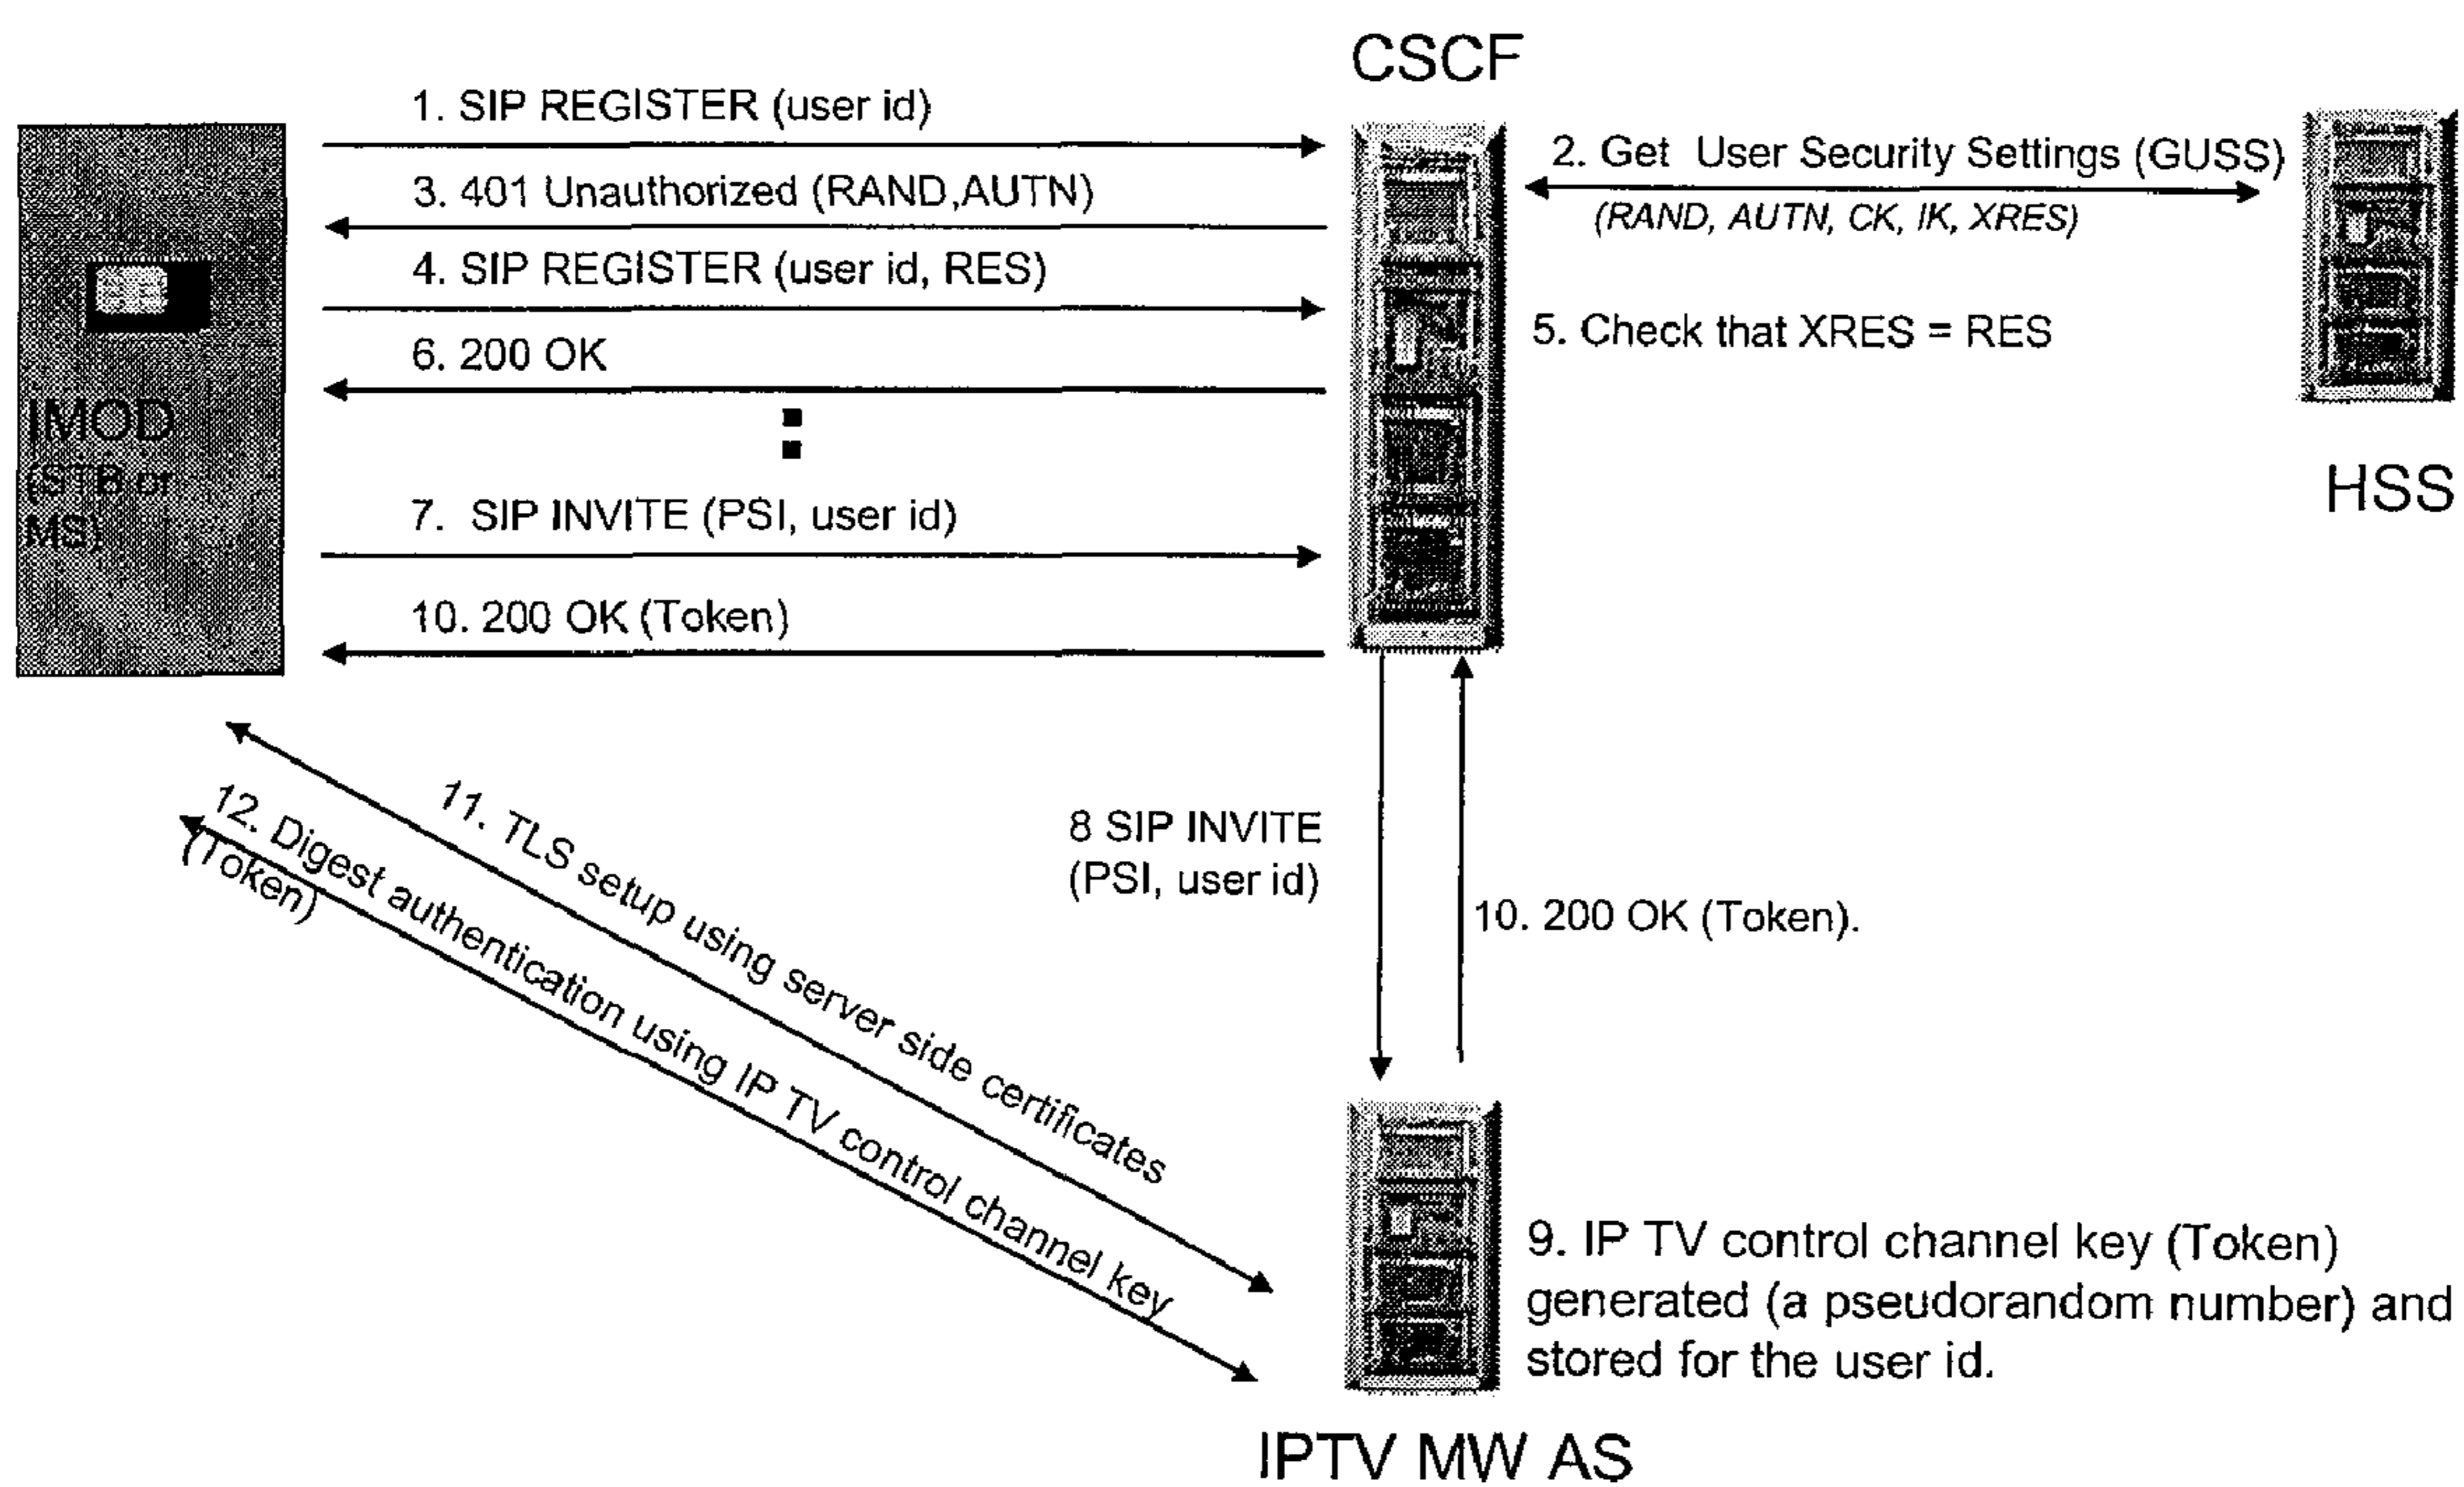 CSCF
1. SIP REGISTER (user id)
2. Get User Security Settings (GUSS)
(RAND, AUTN, CK, IK, XRES)
3. 401 Unauthorized (RAND,AUTN)
4. SIP REGISTER (user id, RES)
5. Check that XRES = RES
6. 200 OK
IMOD
(STB or
MS)
HSS
7. SIP INVITE (PSI, user id)
10. 200 OK (Token)
11. TLS setup using server side certificates
12. Digest authentication using IP TV control channel key
(Token)
8 SIP INVITE
(PSI, user id)
10. 200 OK (Token).
9. IP TV control channel key (Token)
generated (a pseudorandom number) and
stored for the user id.
IPTV MW AS